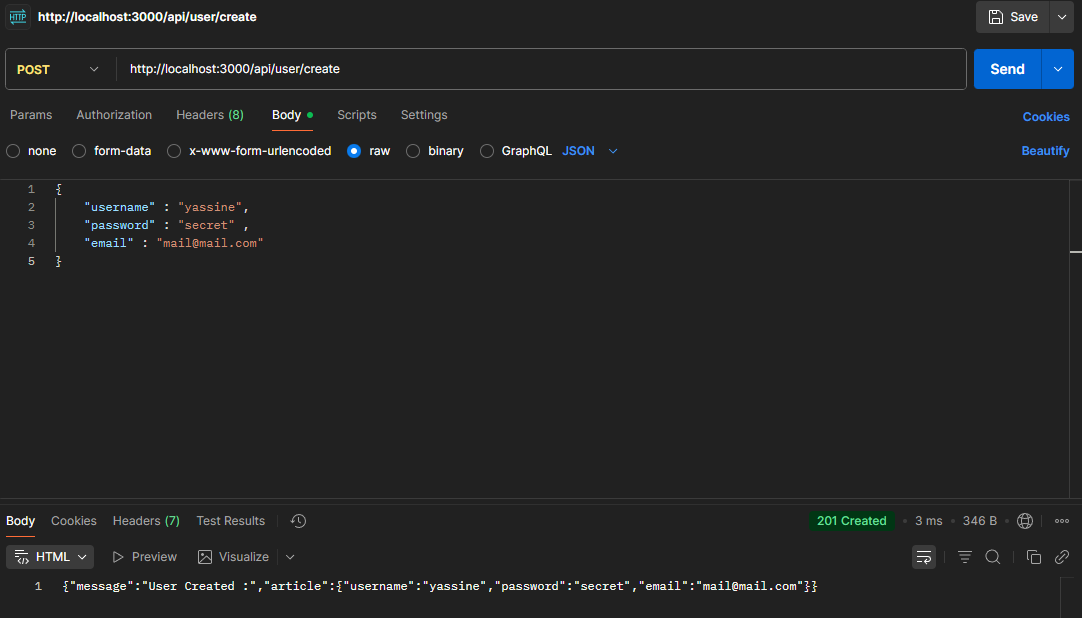 HTTP http://localhost:3000/api/user/create Save
POST http://localhost:3000/api/user/create Send
Params Authorization Headers (8) Body Scripts Settings Cookies
none form-data x-www-form-urlencoded raw binary GraphQL JSON Beautify
1 {
2 "username" : "yassine",
3 "password" : "secret" ,
4 "email" : "mail@mail.com"
5 }
Body Cookies Headers (7) Test Results 201 Created • 3 ms • 346 B
HTML Preview Visualize
1 {"message":"User Created :","article":{"username":"yassine","password":"secret","email":"mail@mail.com"}}